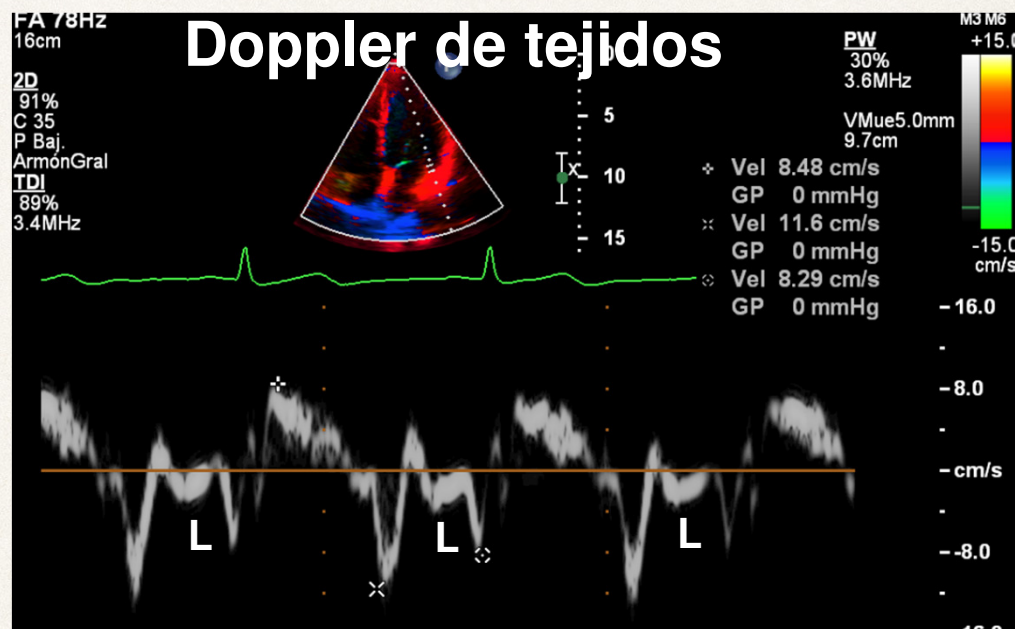 FA 78Hz
16cm
Doppler de tejidos
2D
91%
C 35
P Baj.
ArmónGral
TDI
89%
3.4MHz
0
5
10
15
x
PW
30%
3.6MHz
VMue5.0mm
9.7cm
M3 M6
+15.0
-15.0
cm/s
Vel 8.48 cm/s
GP 0 mmHg
Vel 11.6 cm/s
GP 0 mmHg
Vel 8.29 cm/s
GP 0 mmHg
16.0
8.0
cm/s
-8.0
L
L
L